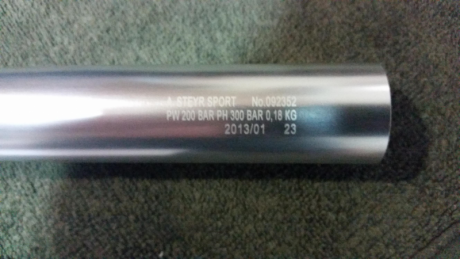 A. STEYR SPORT No.092352
PW 200 BAR PH 300 BAR 0,18 KG
2013/01 23